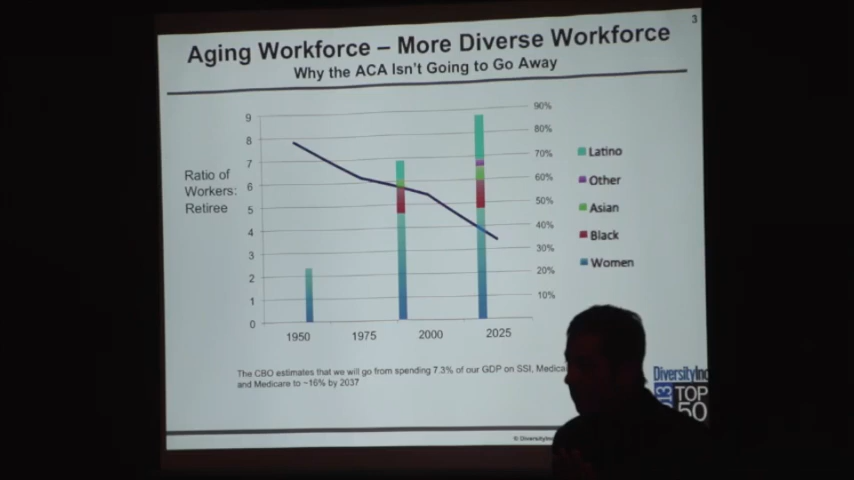 3
Aging Workforce – More Diverse Workforce
Why the ACA Isn't Going to Go Away
9
8
7
6
5
4
3
2
1
0
Ratio of
Workers:
Retiree
90%
80%
70%
60%
50%
40%
30%
20%
10%
Latino
Other
Asian
Black
Women
1950 1975 2000 2025
The CBO estimates that we will go from spending 7.3% of our GDP on SSI,
and Medicare to ~16% by 2037
TOP
50